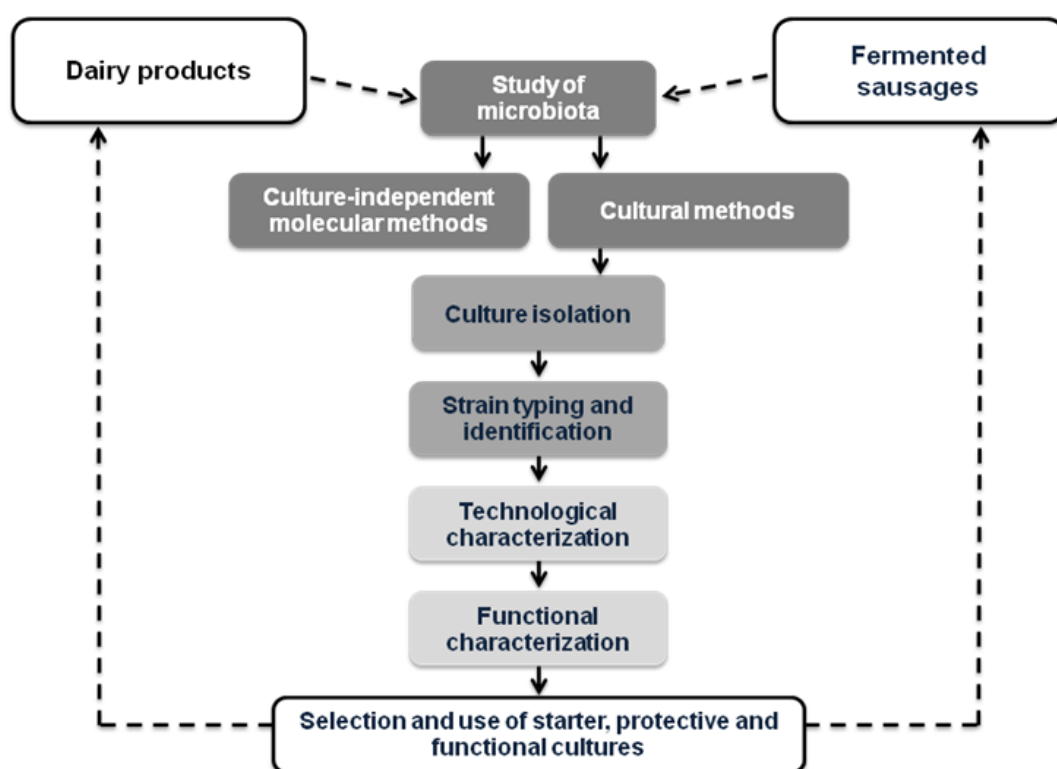 Dairy products
Fermented
sausages
Study of
microbiota
Culture-independent
molecular methods
Cultural methods
Culture isolation
Strain typing and
identification
Technological
characterization
Functional
characterization
Selection and use of starter, protective and
functional cultures